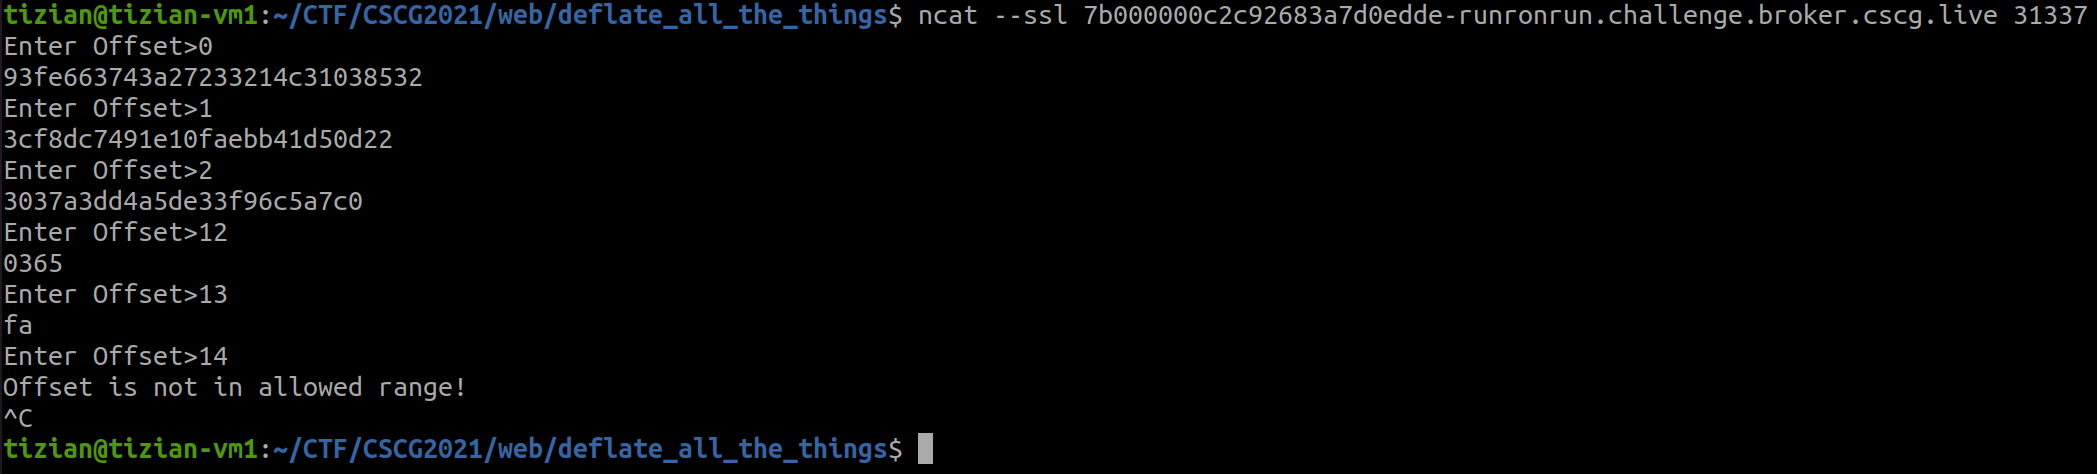 tizian@tizian-vm1:~/CTF/CSCG2021/web/deflate_all_the_things$ ncat --ssl 7b000000c2c92683a7d0edde-runronrun.challenge.broker.cscg.live 31337
Enter Offset>0
93fe663743a27233214c31038532
Enter Offset>1
3cf8dc7491e10faebb41d50d22
Enter Offset>2
3037a3dd4a5de33f96c5a7c0
Enter Offset>12
0365
Enter Offset>13
fa
Enter Offset>14
Offset is not in allowed range!
^C
tizian@tizian-vm1:~/CTF/CSCG2021/web/deflate_all_the_things$